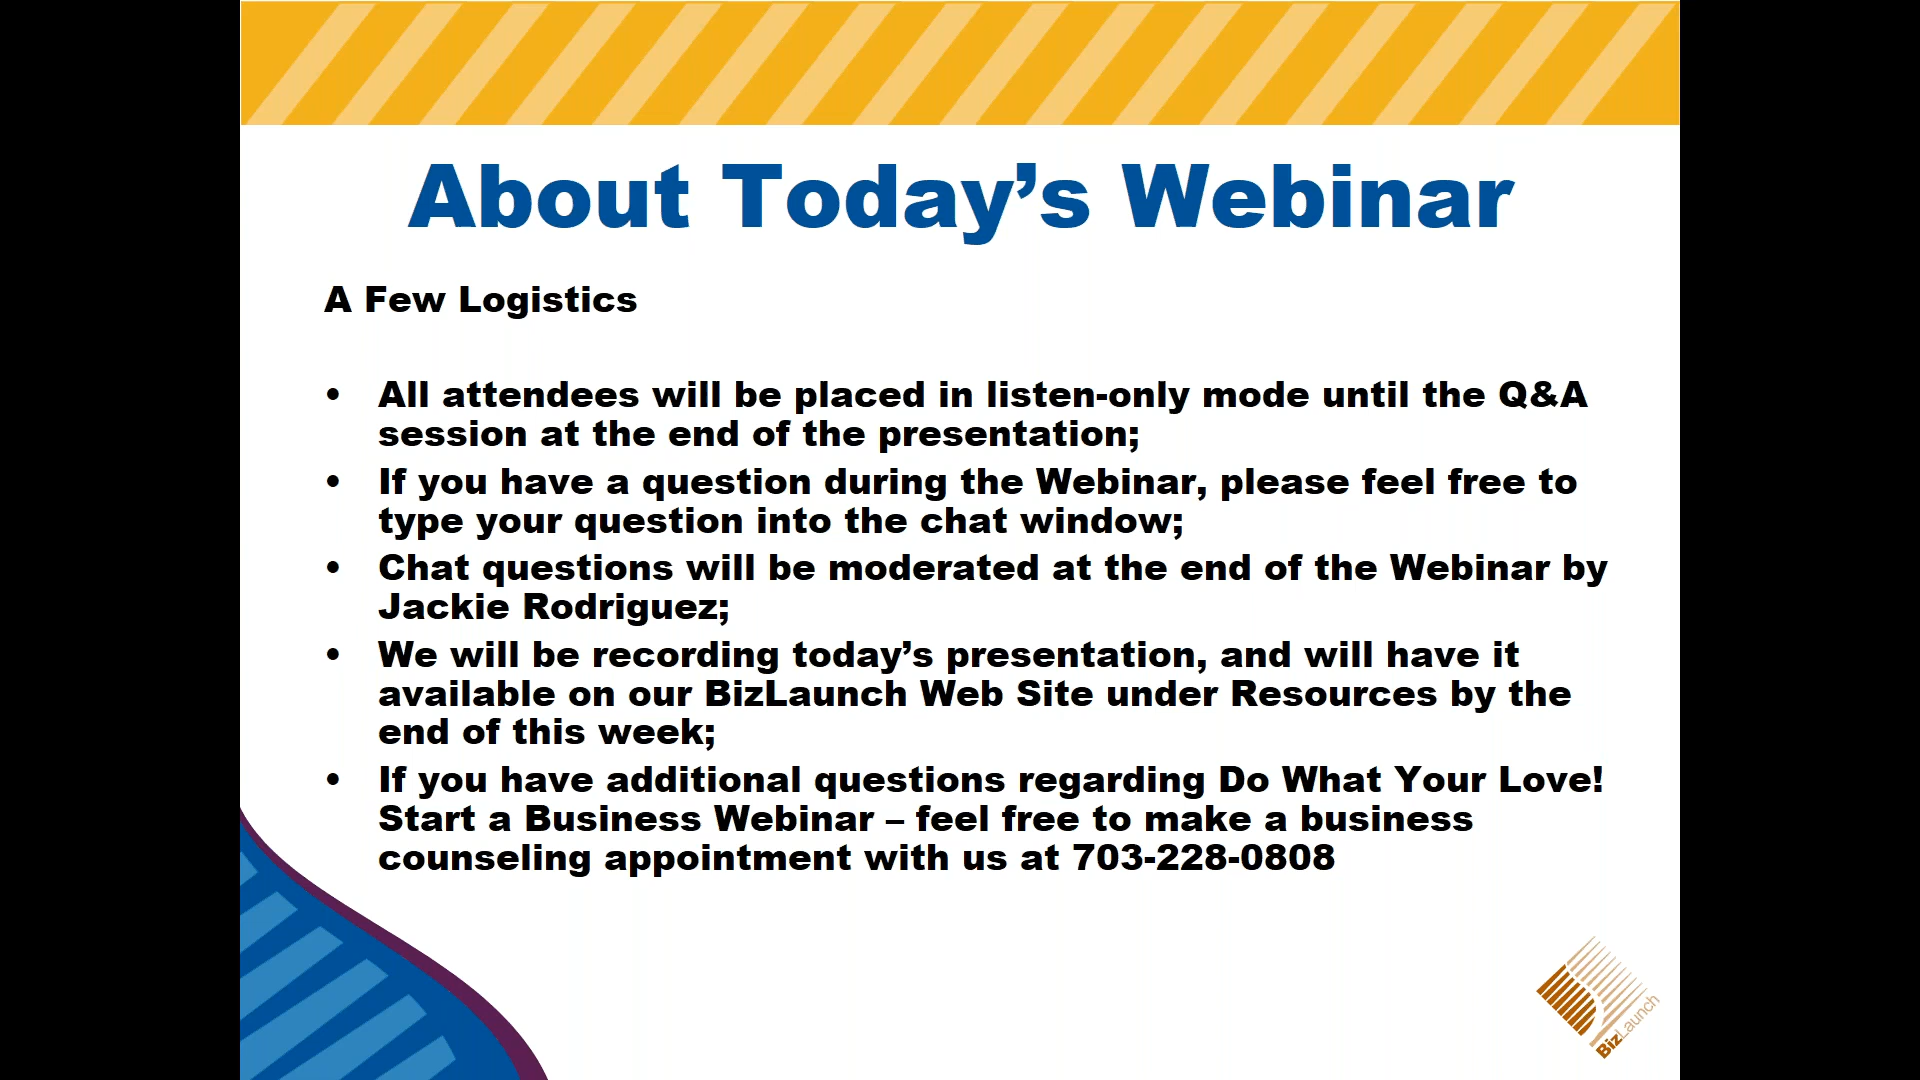 About Today’s Webinar
A Few Logistics
• All attendees will be placed in listen-only mode until the Q&A
session at the end of the presentation;
• If you have a question during the Webinar, please feel free to
type your question into the chat window;
• Chat questions will be moderated at the end of the Webinar by
Jackie Rodriguez;
• We will be recording today’s presentation, and will have it
available on our BizLaunch Web Site under Resources by the
end of this week;
• If you have additional questions regarding Do What Your Love!
Start a Business Webinar – feel free to make a business
counseling appointment with us at 703-228-0808
BizLaunch